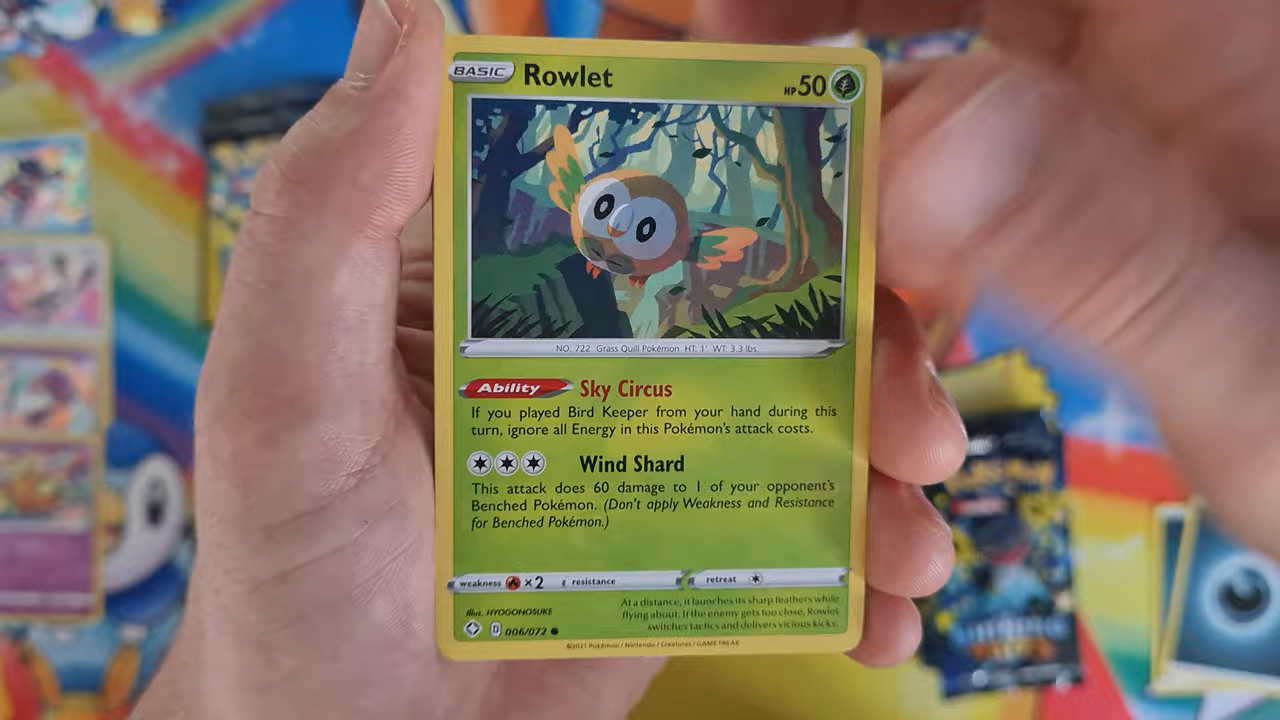 BASIC Rowlet HP 50
NO. 722 Grass Quill Pokémon HT: 1' WT: 3.3 lbs.
Ability Sky Circus
If you played Bird Keeper from your hand during this
turn, ignore all Energy in this Pokémon's attack costs.
Wind Shard
This attack does 60 damage to 1 of your opponent's
Benched Pokémon. (Don't apply Weakness and Resistance
for Benched Pokémon.)
weakness ×2 resistance retreat
Illus. HYOGONOSUKE
At a distance, it launches its sharp feathers while
flying about. If the enemy gets too close, Rowlet
switches tactics and delivers vicious kicks.
D 006/072
©2021 Pokémon / Nintendo / Creatures / GAME FREAK